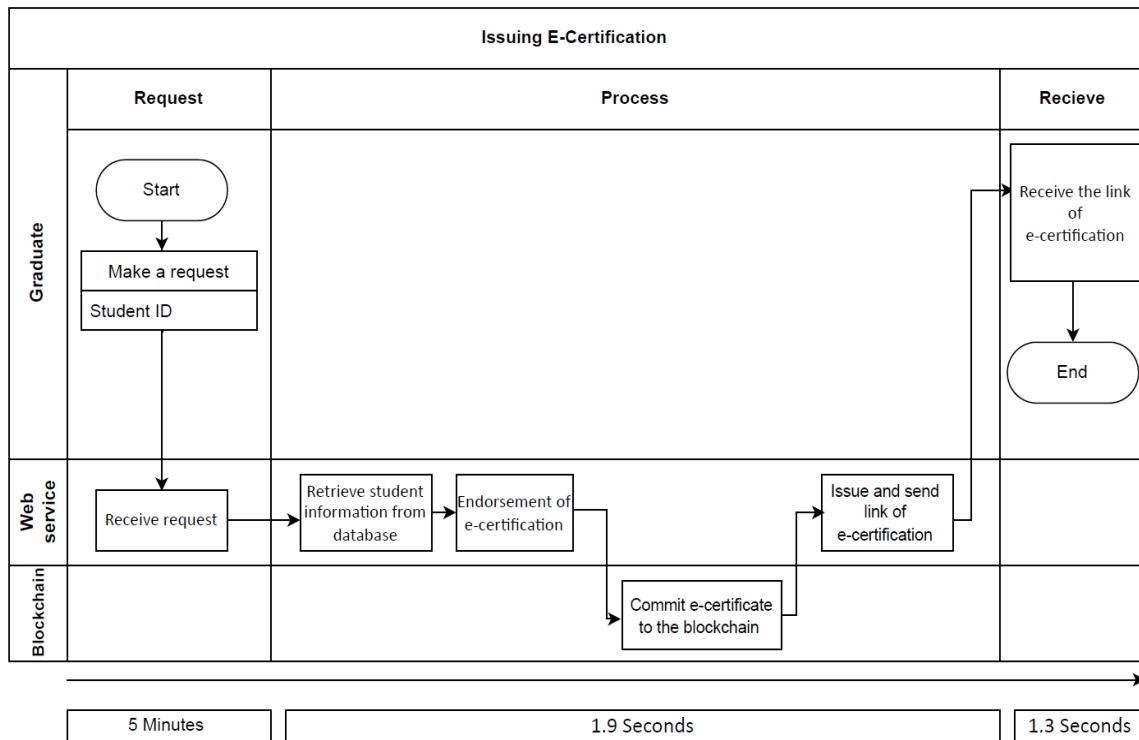 Issuing E-Certification
Request
Process
Recieve
Graduate
Start
Make a request
Student ID
Receive the link
of
e-certification
End
Web
service
Receive request
Retrieve student
information from
database
Endorsement of
e-certification
Issue and send
link of
e-certification
Blockchain
Commit e-certificate
to the blockchain
5 Minutes
1.9 Seconds
1.3 Seconds